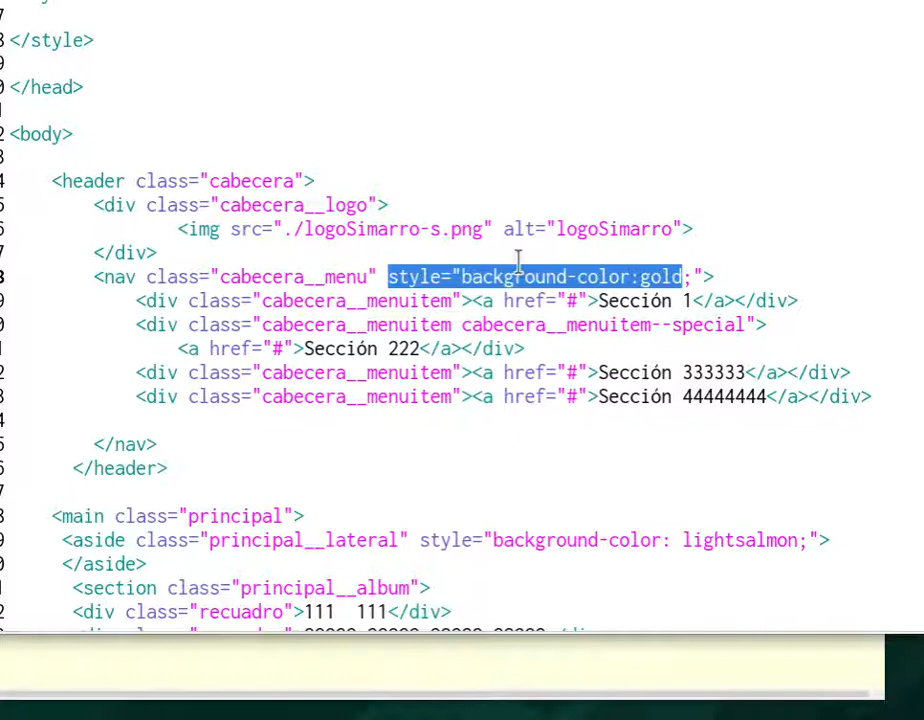 </style>
</head>
<body>
<header class="cabecera">
<div class="cabecera__logo">
<img src="./logoSimarro-s.png" alt="logoSimarro">
</div>
<nav class="cabecera__menu" style="background-color:gold;">
<div class="cabecera__menuitem"><a href="#">Sección 1</a></div>
<div class="cabecera__menuitem cabecera__menuitem--special">
<a href="#">Sección 222</a></div>
<div class="cabecera__menuitem"><a href="#">Sección 333333</a></div>
<div class="cabecera__menuitem"><a href="#">Sección 44444444</a></div>
</nav>
</header>
<main class="principal">
<aside class="principal__lateral" style="background-color: lightsalmon;">
</aside>
<section class="principal__album">
<div class="recuadro">111  111</div>